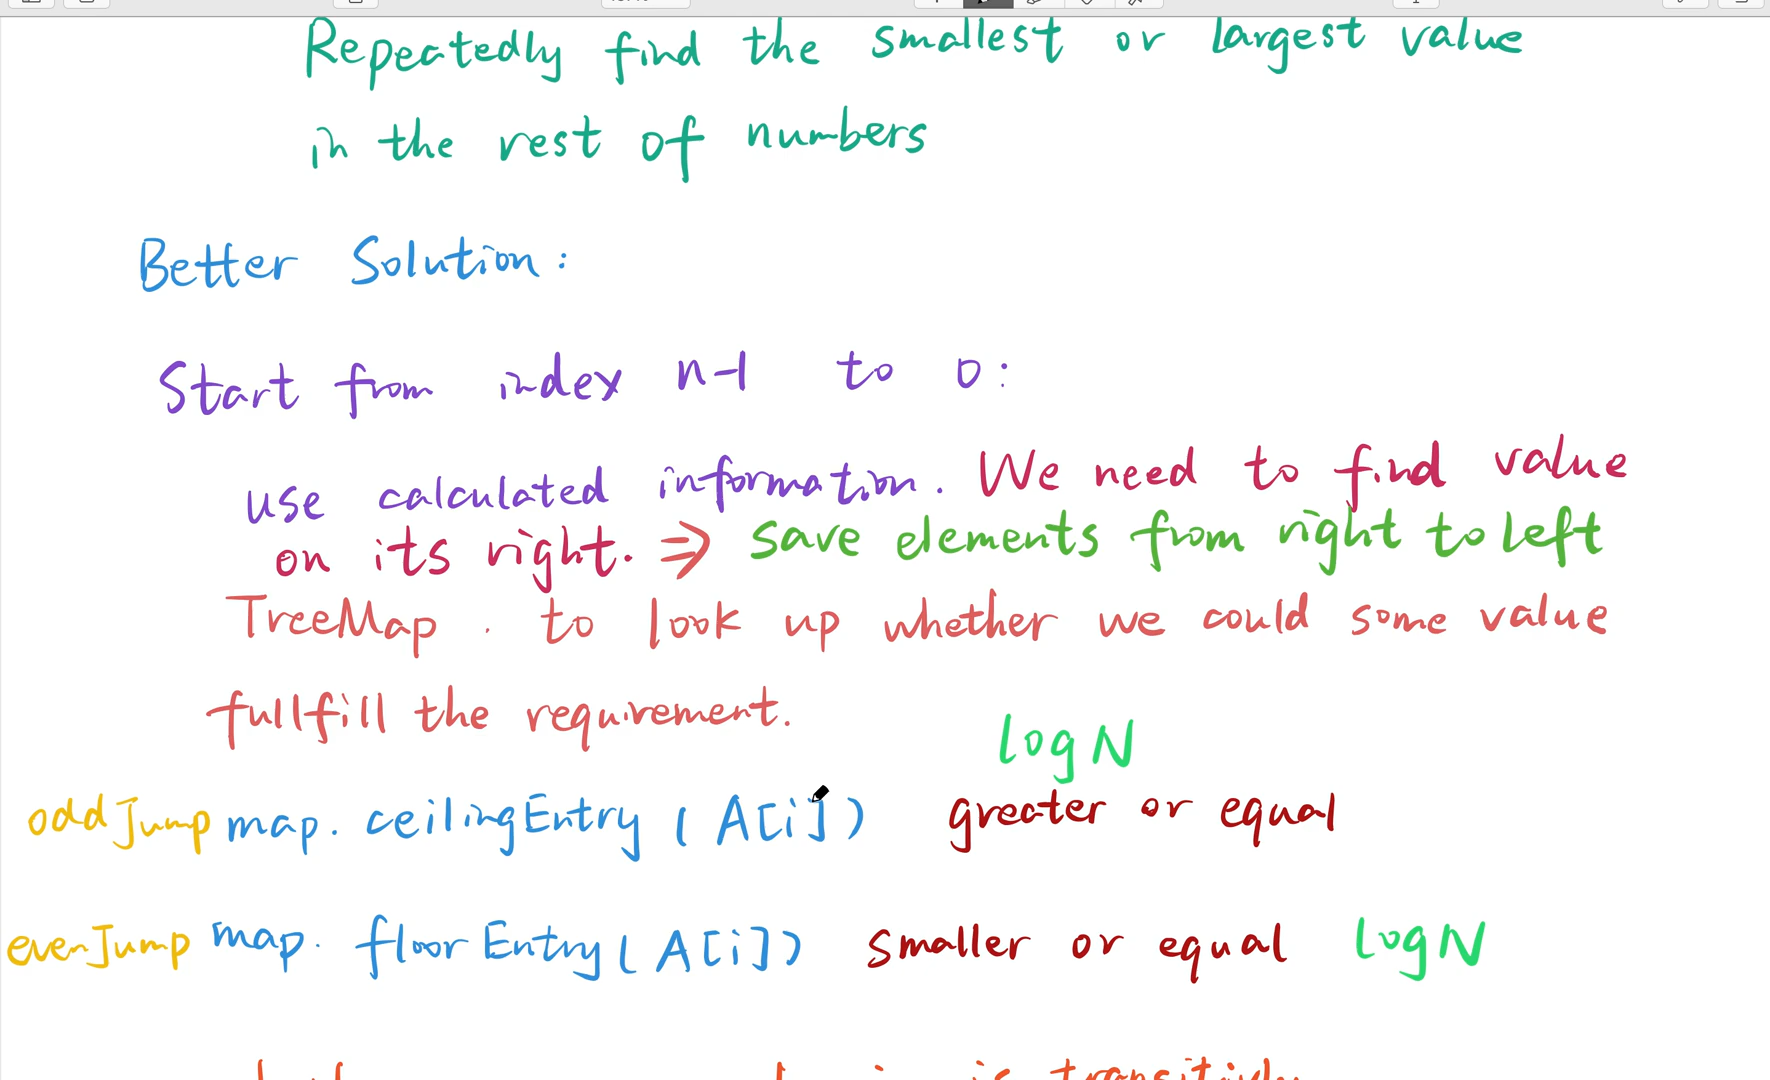 Repeatedly find the smallest or largest value
in the rest of numbers
Better Solution:
Start from index n-1 to 0:
use calculated information. We need to find value
on its right. ⇒ save elements from right to left
TreeMap. to look up whether we could some value
fullfill the requirement.
logN
oddJump map. ceilingEntry (A[i]) greater or equal
evenJump map. floorEntry(A[i]) smaller or equal logN
is transitively